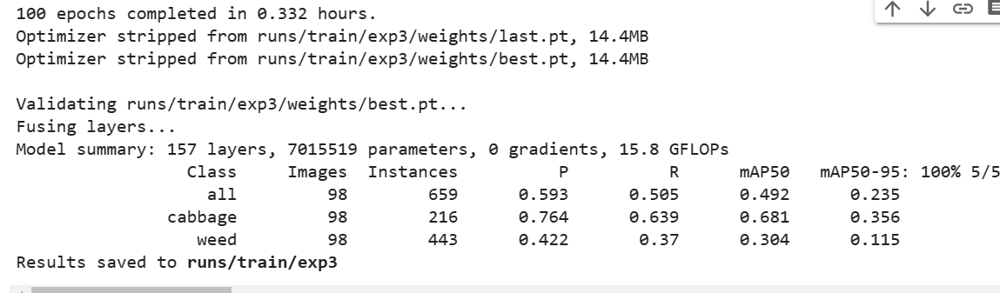 100 epochs completed in 0.332 hours.
Optimizer stripped from runs/train/exp3/weights/last.pt, 14.4MB
Optimizer stripped from runs/train/exp3/weights/best.pt, 14.4MB
Validating runs/train/exp3/weights/best.pt...
Fusing layers...
Model summary: 157 layers, 7015519 parameters, 0 gradients, 15.8 GFLOPs
Class Images Instances P R mAP50 mAP50-95: 100% 5/5
all 98 659 0.593 0.505 0.492 0.235
cabbage 98 216 0.764 0.639 0.681 0.356
weed 98 443 0.422 0.37 0.304 0.115
Results saved to runs/train/exp3